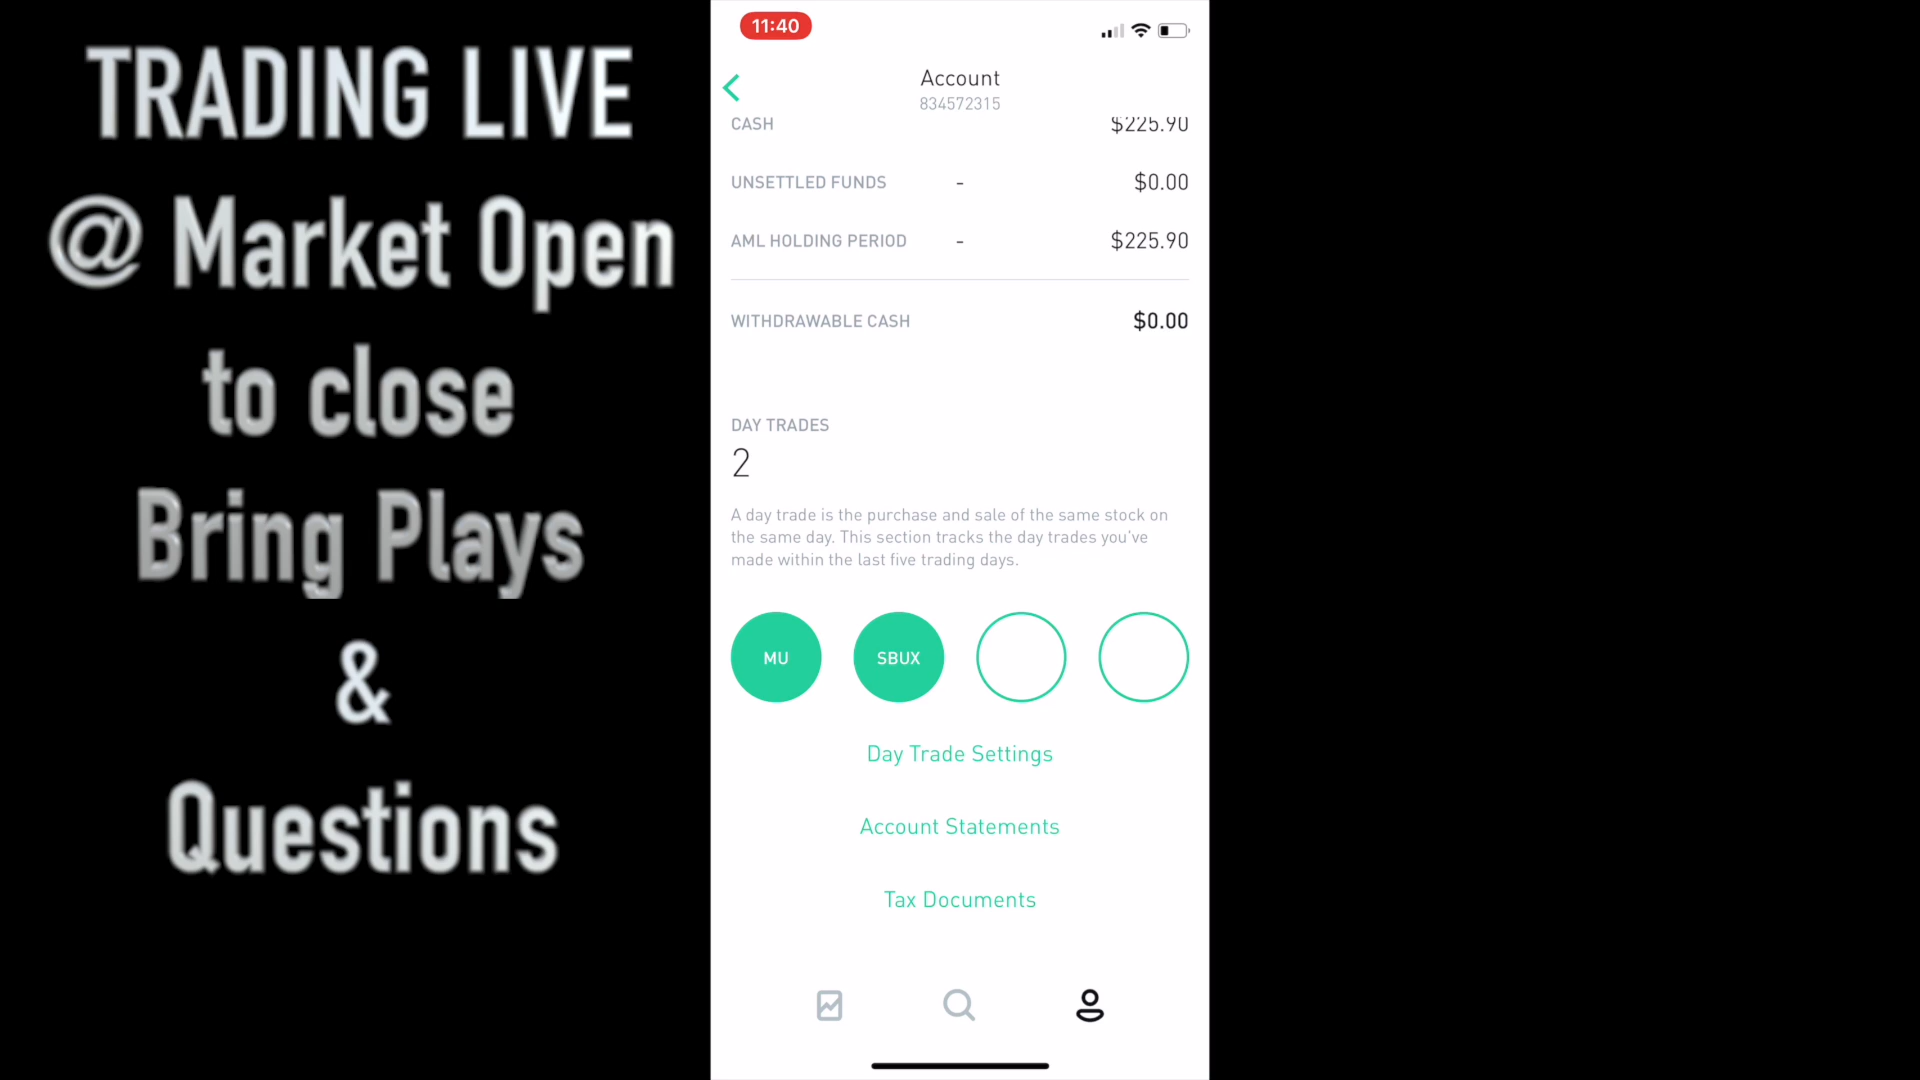 TRADING LIVE
@ Market Open
to close
Bring Plays
&
Questions
11:40
Account
834572315
CASH $225.90
UNSETTLED FUNDS - $0.00
AML HOLDING PERIOD - $225.90
WITHDRAWABLE CASH $0.00
DAY TRADES
2
A day trade is the purchase and sale of the same stock on
the same day. This section tracks the day trades you've
made within the last five trading days.
MU SBUX
Day Trade Settings
Account Statements
Tax Documents